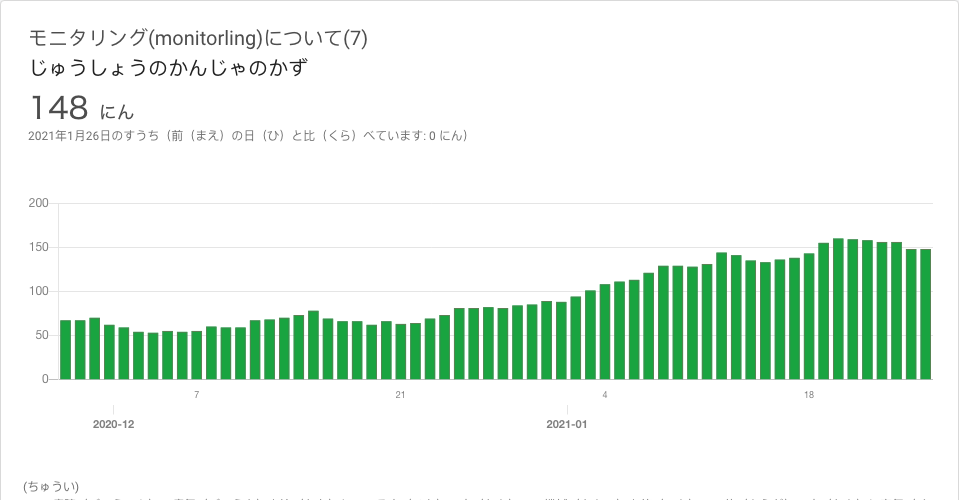 モニタリング(monitorling)について(7)
じゅうしょうのかんじゃのかず
148 にん
2021年1月26日のすうち（前（まえ）の日（ひ）と比（くら）べています: 0 にん）
200
150
100
50
0
7 21 4 18
2020-12 2021-01
(ちゅうい)